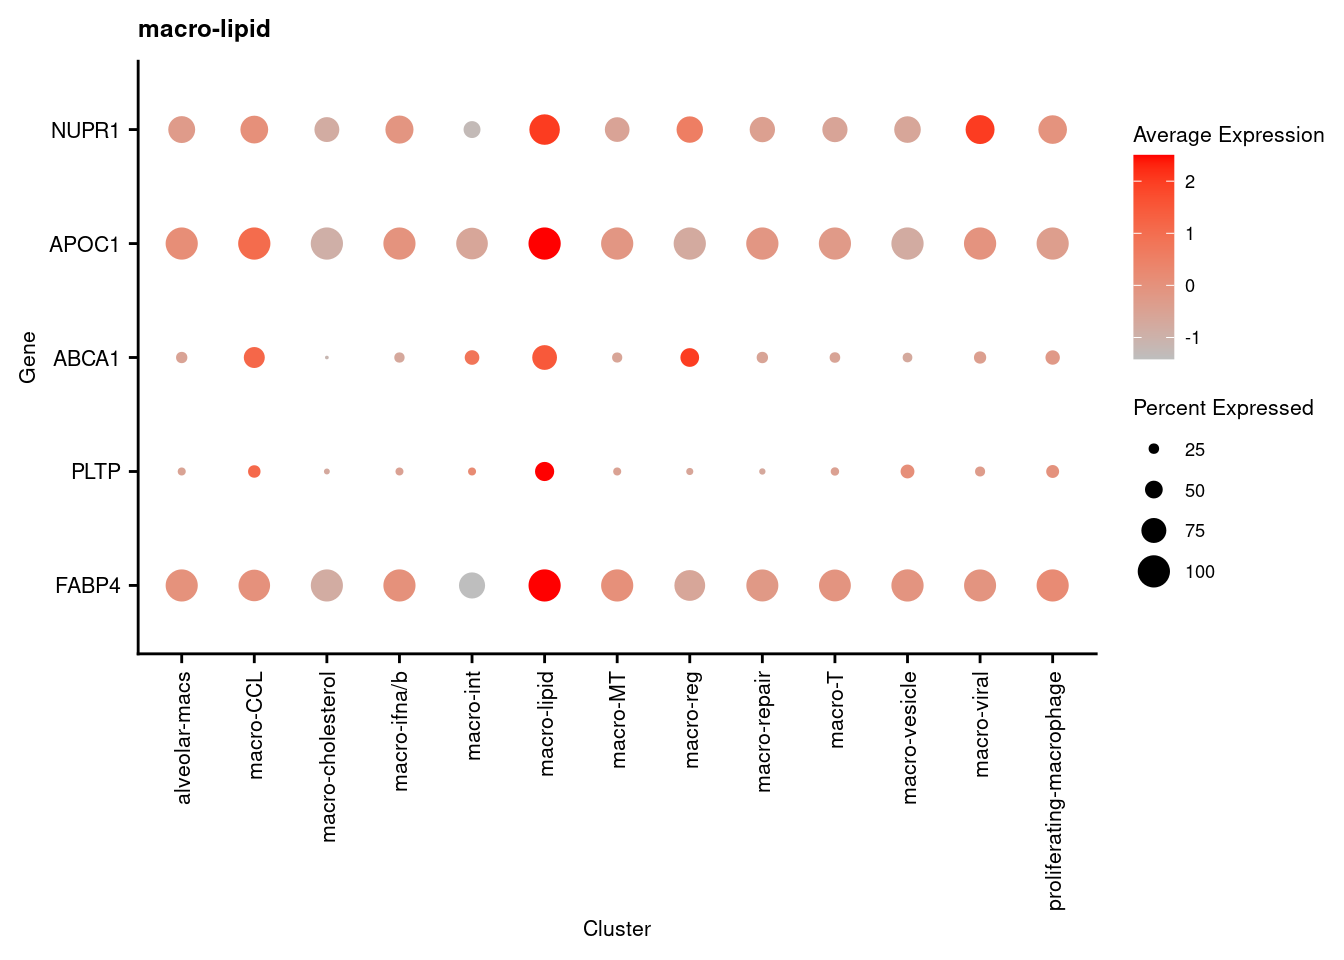 macro-lipid
NUPR1
APOC1
ABCA1
PLTP
FABP4
Gene
alveolar-macs
macro-CCL
macro-cholesterol
macro-ifna/b
macro-int
macro-lipid
macro-MT
macro-reg
macro-repair
macro-T
macro-vesicle
macro-viral
proliferating-macrophage
Cluster
Average Expression
2
1
0
-1
Percent Expressed
25
50
75
100